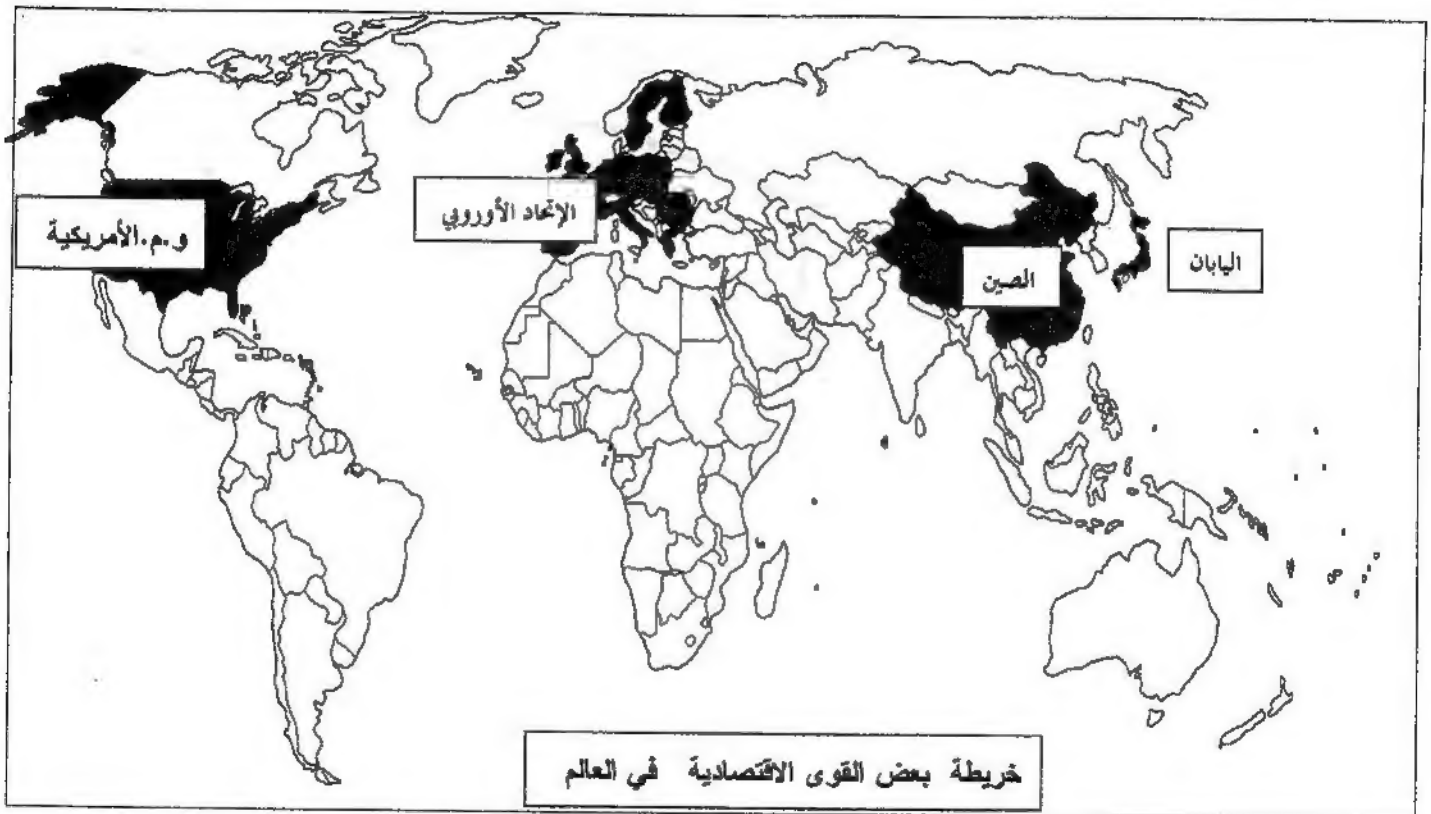 و.م.الأمريكية
الإتحاد الأوروبي
الصين
اليابان
خريطة بعض القوى الاقتصادية في العالم